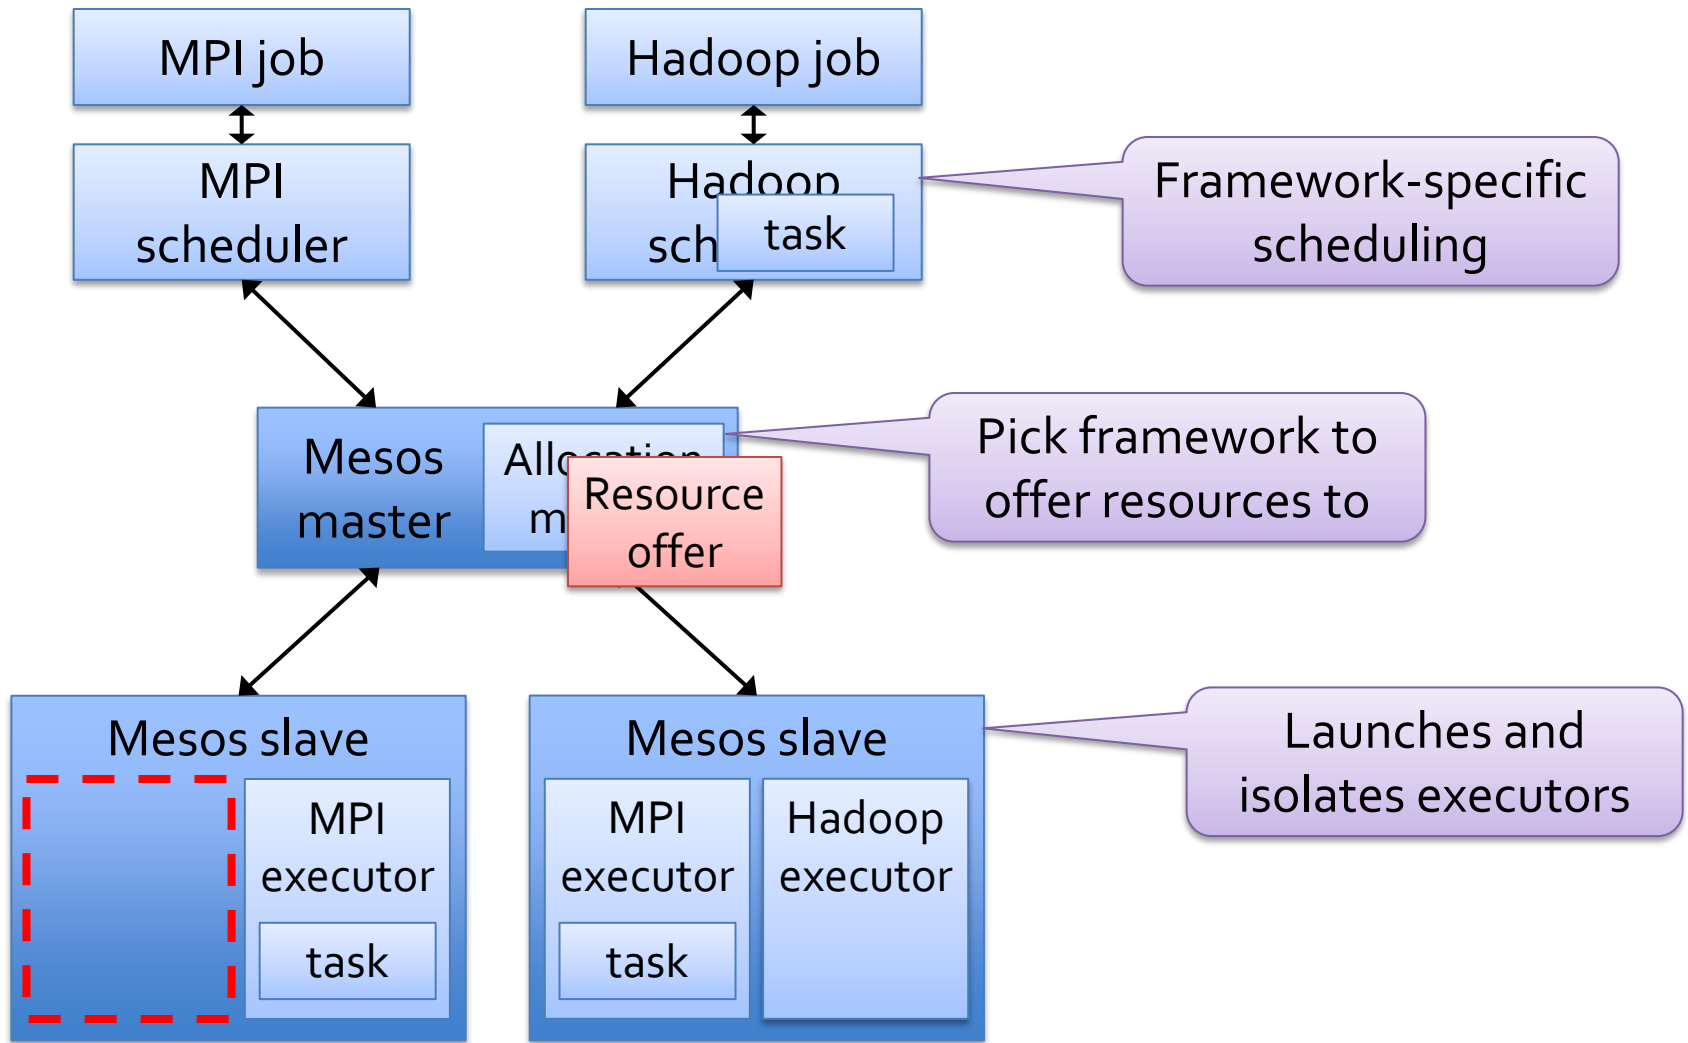 MPI job
Hadoop job
MPI
scheduler
Hadoop
sch
task
Framework-specific
scheduling
Mesos
master
Resource
offer
Pick framework to
offer resources to
Mesos slave
MPI
executor
task
Mesos slave
MPI
executor
task
Hadoop
executor
Launches and
isolates executors